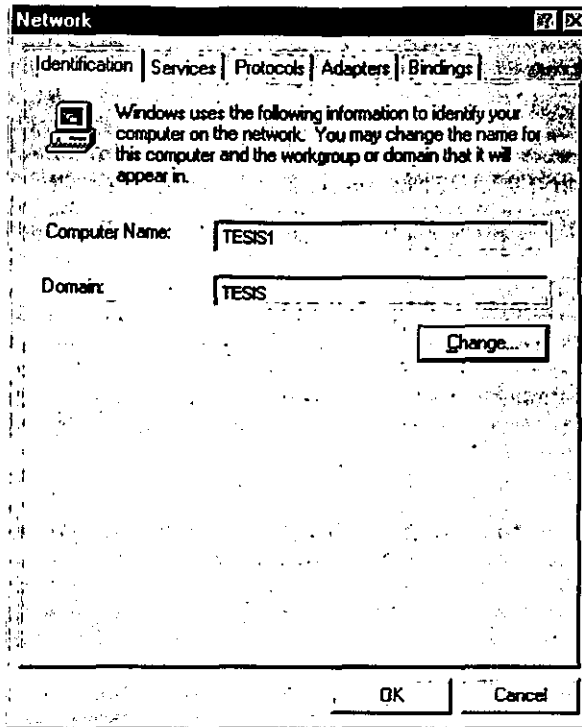 Network
Identification Services Protocols Adapters Bindings
Windows uses the following information to identify your
computer on the network. You may change the name for
this computer and the workgroup or domain that it will
appear in.
Computer Name: TESIS1
Domain: TESIS
Change...
OK Cancel